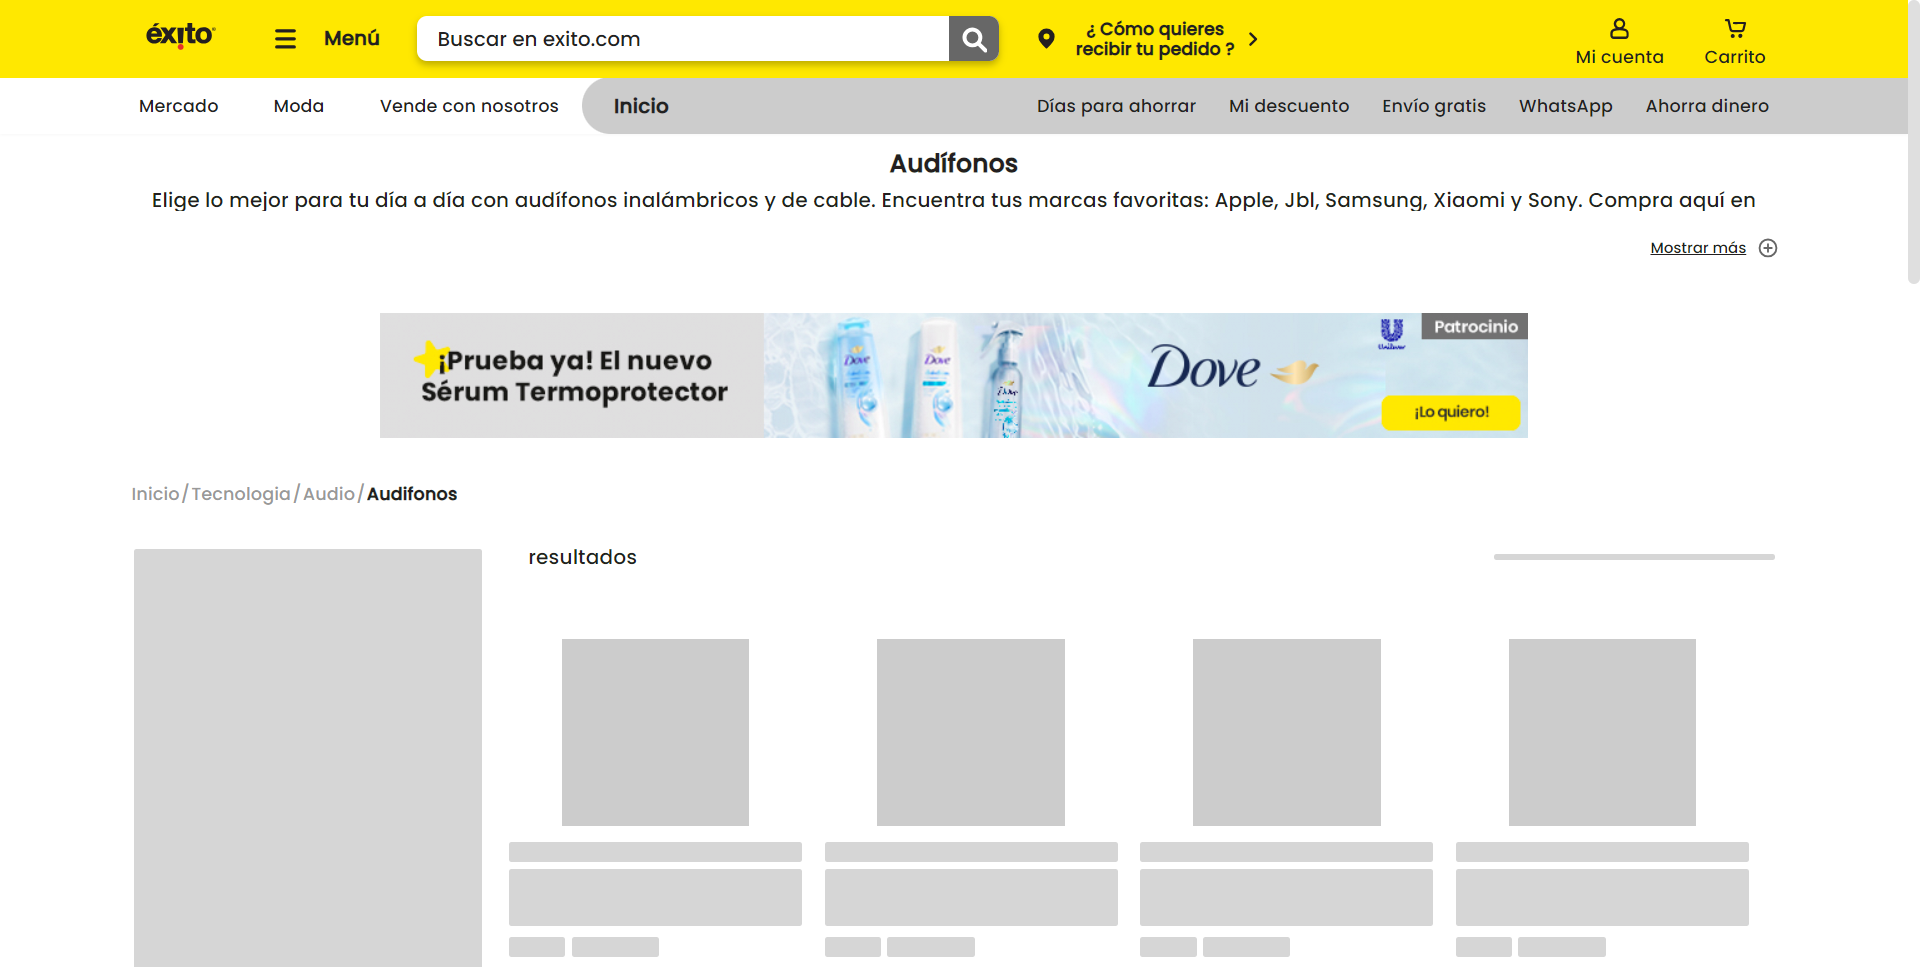 éxito
Menú
Buscar en exito.com
¿ Cómo quieres
recibir tu pedido ?
Mi cuenta
Carrito
Mercado
Moda
Vende con nosotros
Inicio
Días para ahorrar
Mi descuento
Envío gratis
WhatsApp
Ahorra dinero
Audífonos
Elige lo mejor para tu día a día con audífonos inalámbricos y de cable. Encuentra tus marcas favoritas: Apple, Jbl, Samsung, Xiaomi y Sony. Compra aquí en
Mostrar más
¡Prueba ya! El nuevo
Sérum Termoprotector
Dove
Dove
Dove
Dove
Unilever
Patrocinio
¡Lo quiero!
Inicio/Tecnologia/Audio/Audifonos
resultados